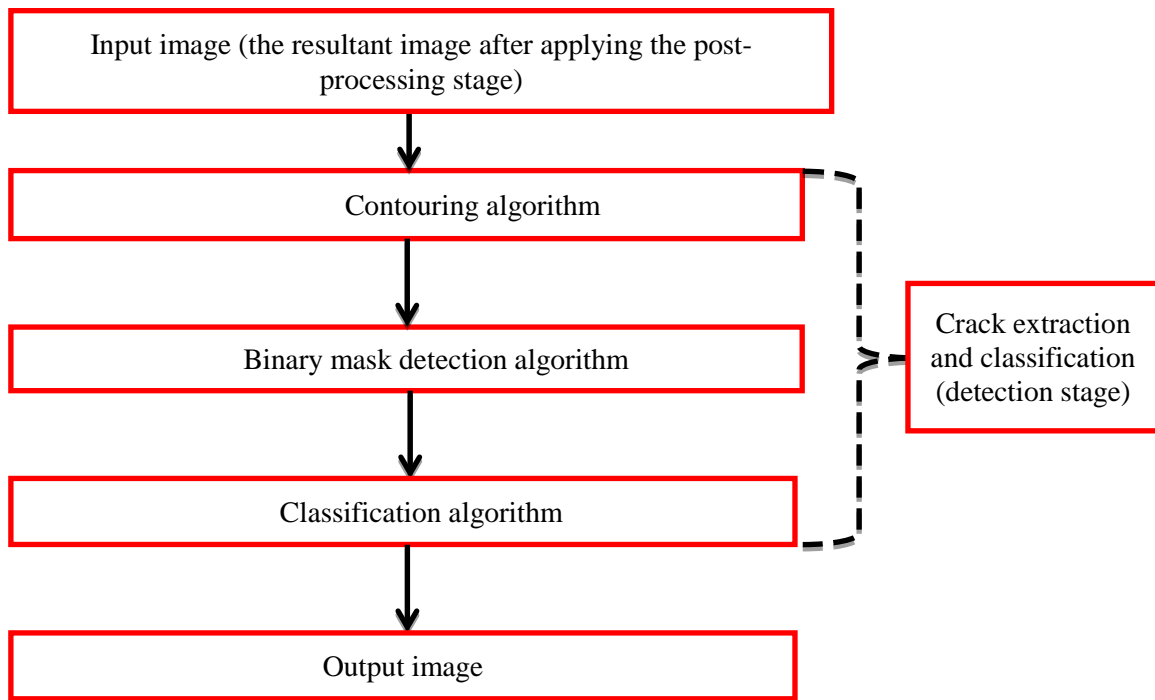 Input image (the resultant image after applying the post-
processing stage)
Contouring algorithm
Binary mask detection algorithm
Crack extraction
and classification
(detection stage)
Classification algorithm
Output image